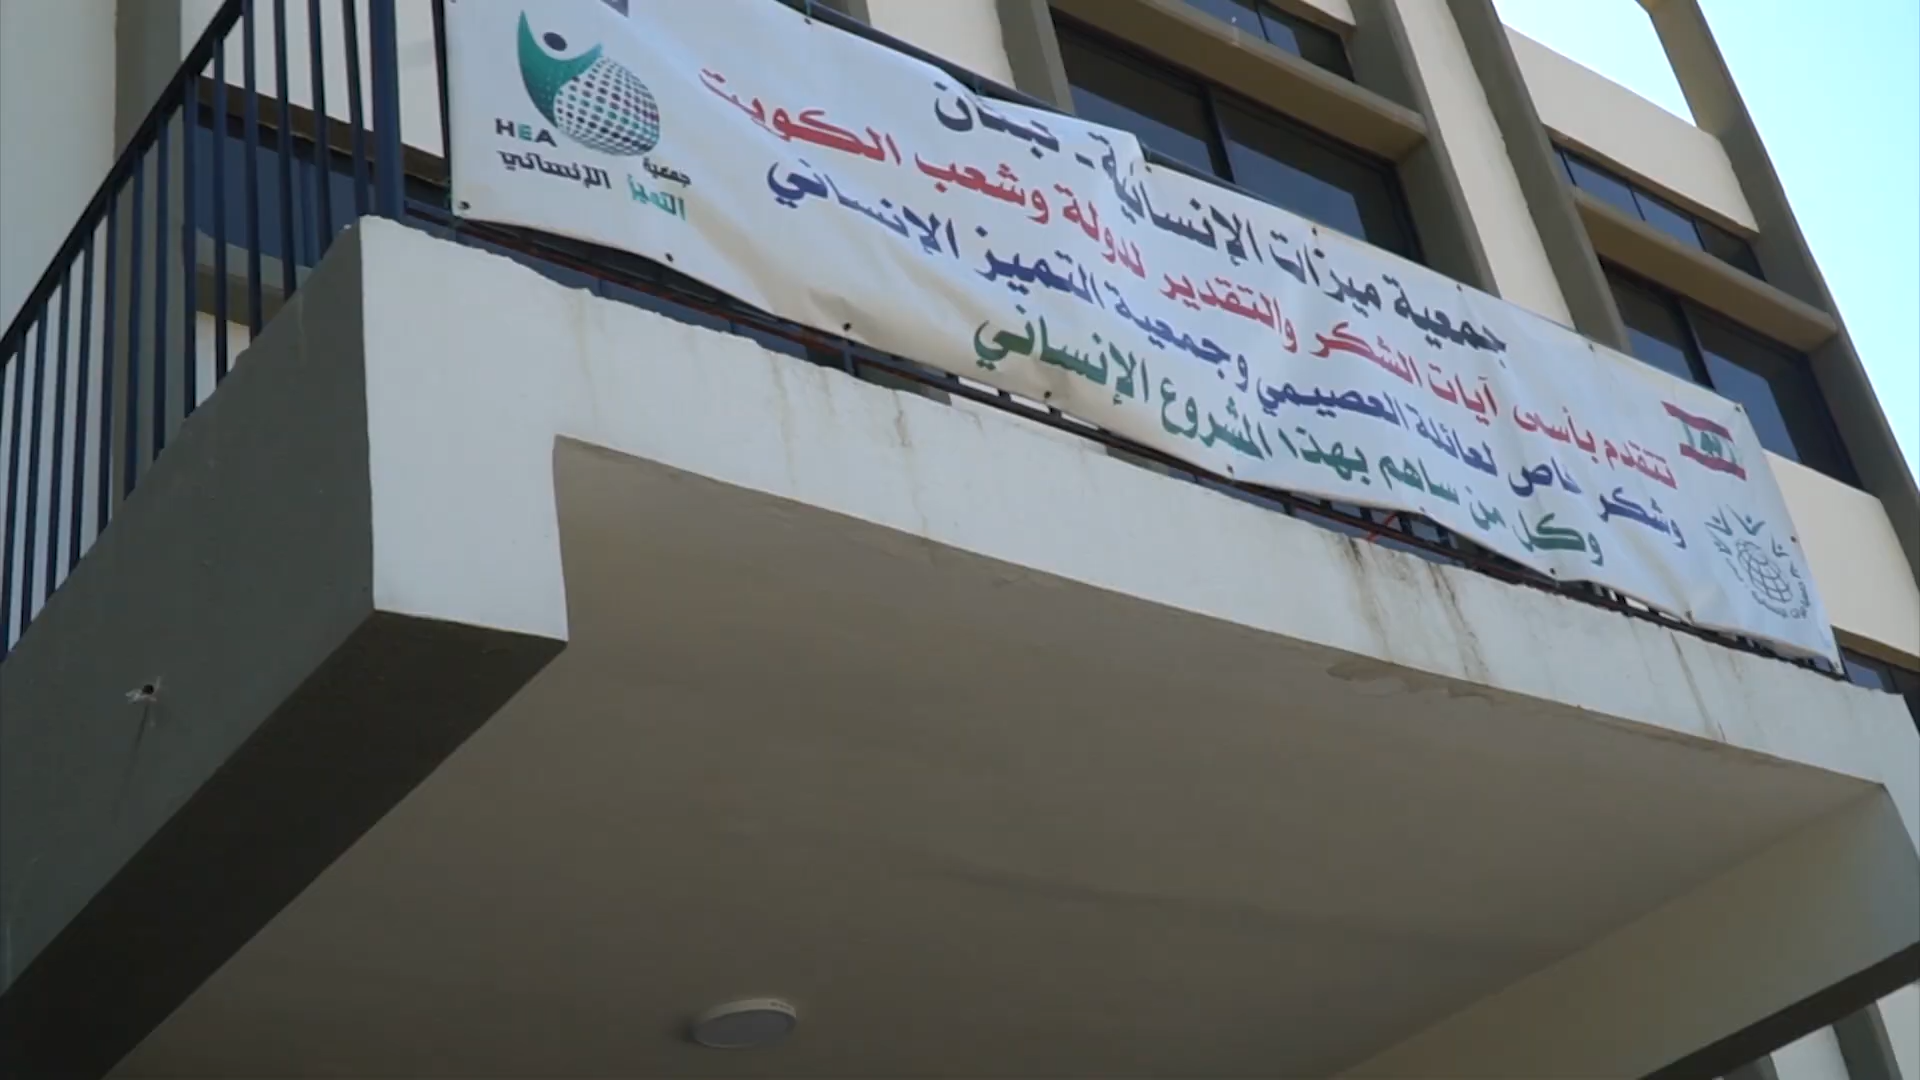 جمعية ميزات الإنسانية - لبنان
تتقدم بأسمى آيات الشكر والتقدير لدولة وشعب الكويت
وشكر خاص لعائلة العصيمي وجمعية التميز الإنساني
وكل من ساهم بهذا المشروع الإنساني
HEA
جمعية
التميز الإنساني